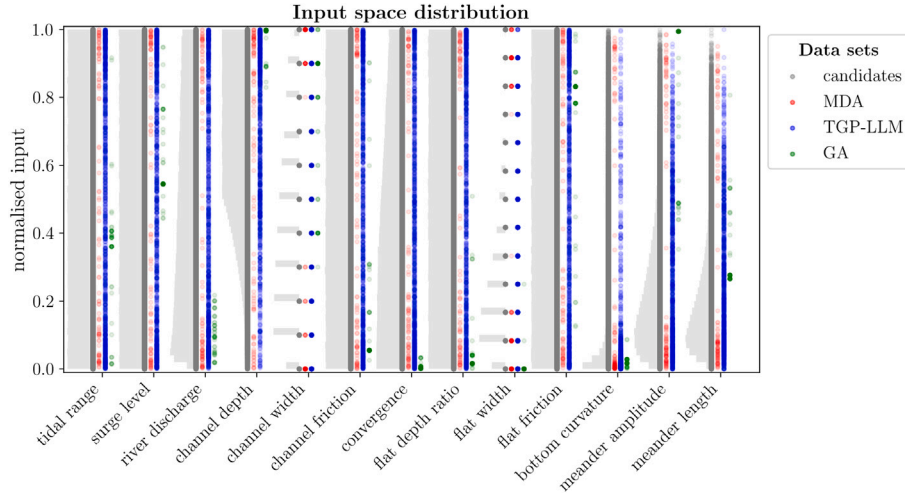 Input space distribution
1.0
0.8
0.6
0.4
0.2
0.0
normalised input
tidal range
surge level
river discharge
channel depth
channel width
channel friction
convergence
flat depth ratio
flat width
flat friction
bottom curvature
meander amplitude
meander length
Data sets
candidates
MDA
TGP-LLM
GA